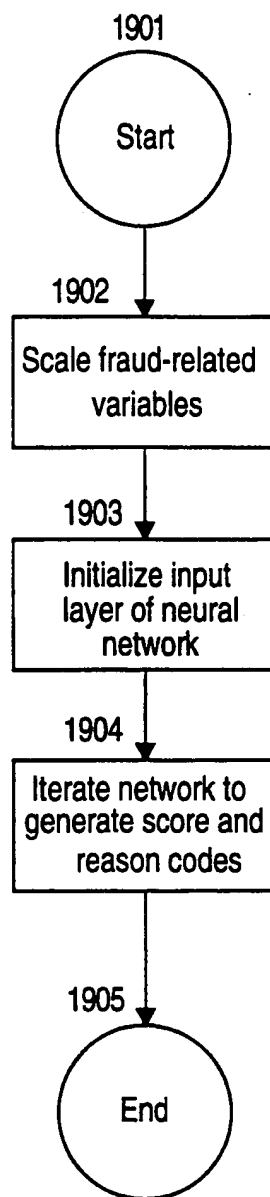 1901
Start
1902
Scale fraud-related
variables
1903
Initialize input
layer of neural
network
1904
Iterate network to
generate score and
reason codes
1905
End